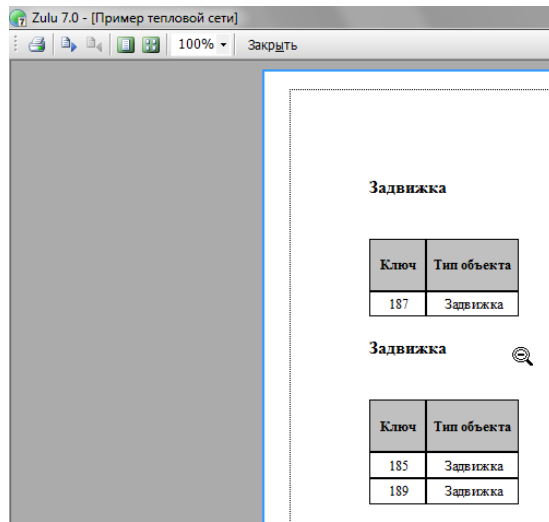 Zulu 7.0 - [Пример тепловой сети]
100% Закрыть
Задвижка
Ключ Тип объекта
187 Задвижка
Задвижка
Ключ Тип объекта
185 Задвижка
189 Задвижка